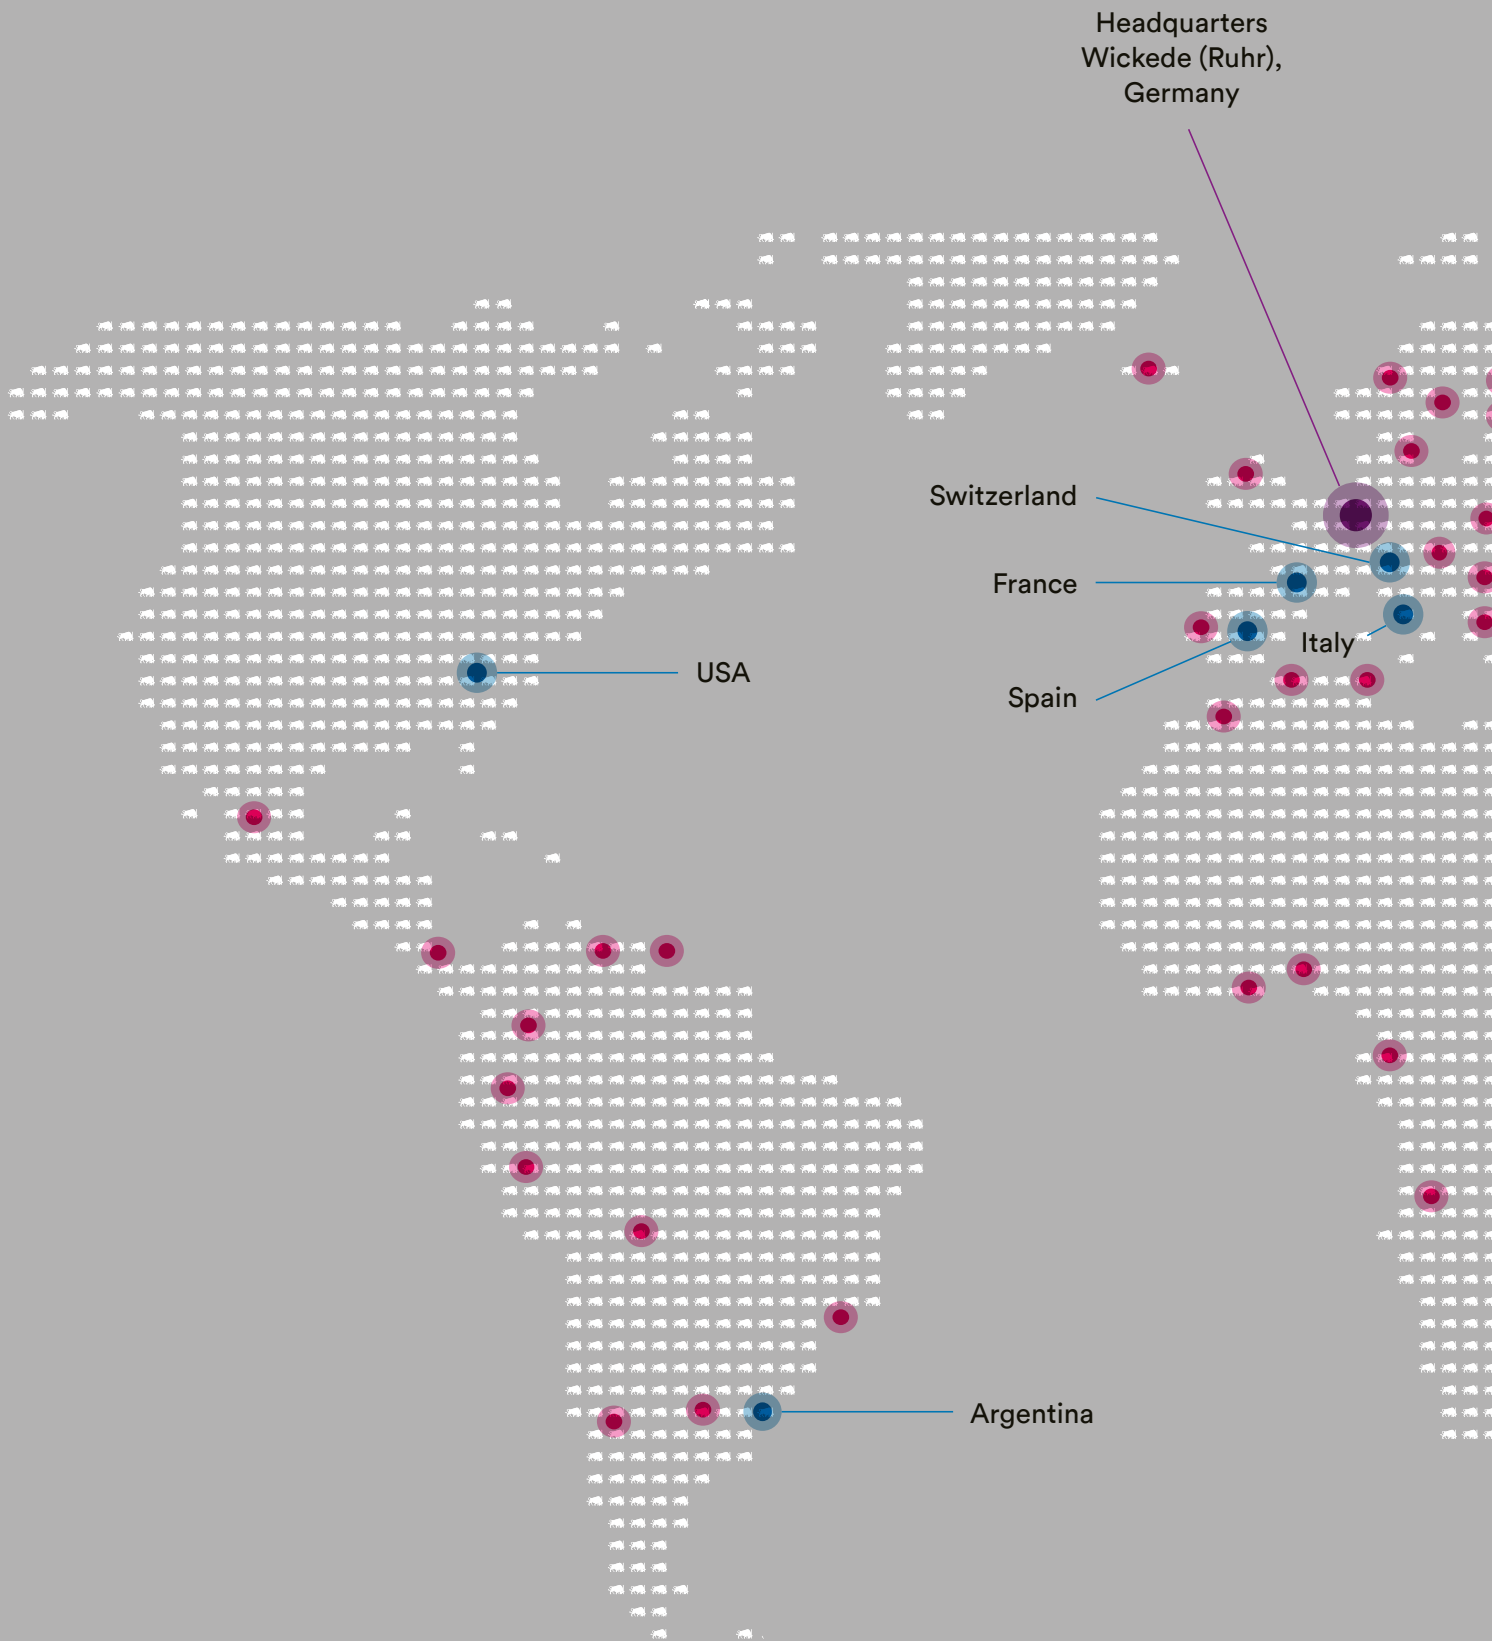 Headquarters
Wickede (Ruhr),
Germany
Switzerland
France
Italy
USA
Spain
Argentina